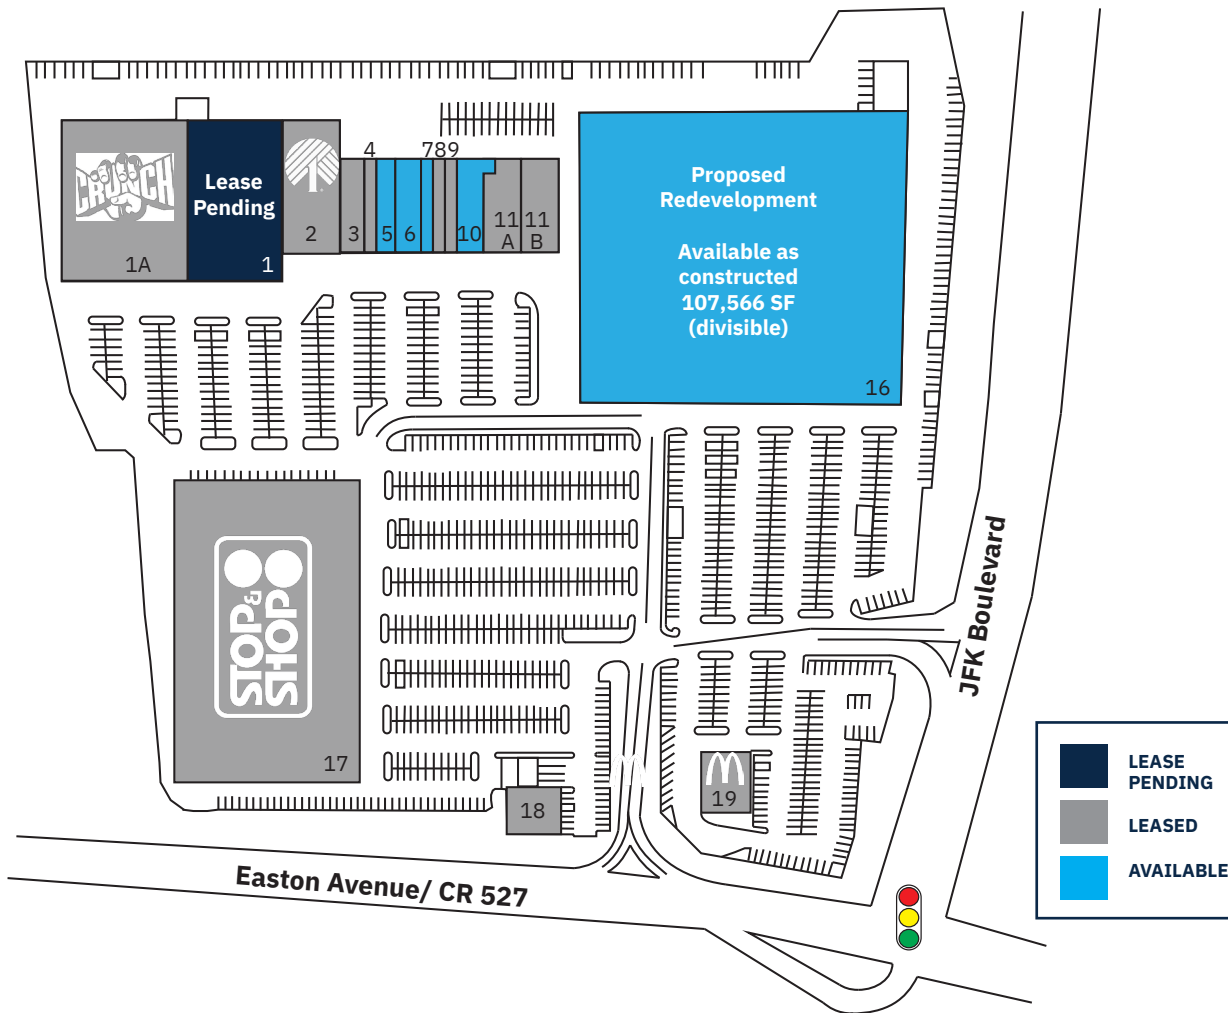 CRUNCH
Lease
Pending
1A
1
2
3
4
5
6
789
10
11
A
11
B
Proposed
Redevelopment
Available as
constructed
107,566 SF
(divisible)
16
STOP &
SHOP
17
18
19
JFK Boulevard
Easton Avenue/ CR 527
LEASE
PENDING
LEASED
AVAILABLE